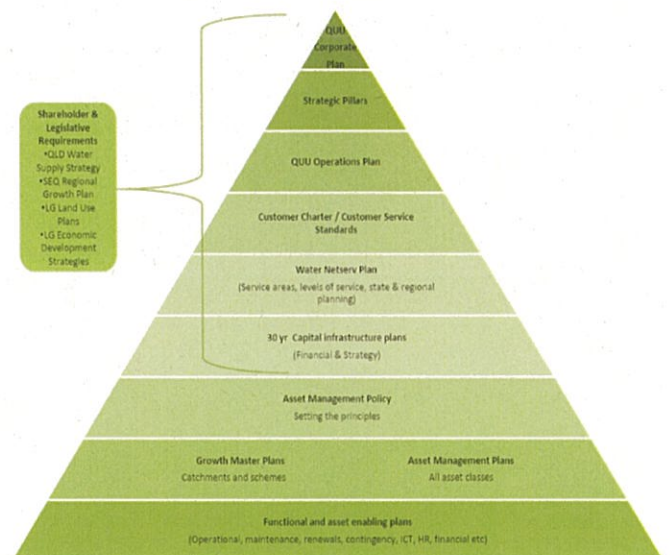 QUU
Corporate
Plan
Strategic Pillars
QUU Operations Plan
Customer Charter / Customer Service
Standards
Water Netserv Plan
(Service areas, levels of service, state & regional
planning)
30 yr Capital infrastructure plans
(Financial & Strategy)
Asset Management Policy
Setting the principles
Growth Master Plans
Catchments and schemes
Asset Management Plans
All asset classes
Functional and asset enabling plans
(Operational, maintenance, renewals, contingency, ICT, HR, financial etc)
Shareholder &
Legislative
Requirements
•QLD Water
Supply Strategy
•SEQ Regional
Growth Plan
•LG Land Use
Plans
•LG Economic
Development
Strategies